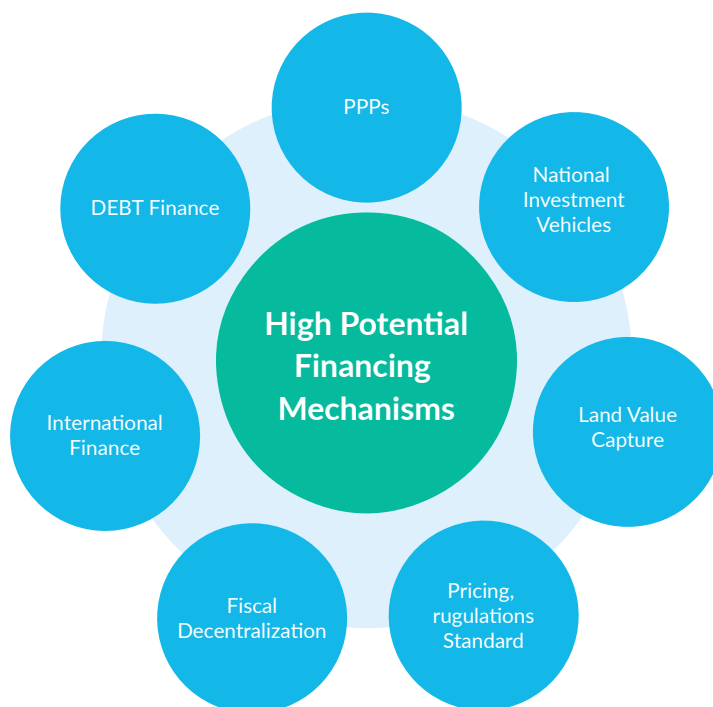 PPPs
National
Investment
Vehicles
Land Value
Capture
Pricing,
rugulations
Standard
Fiscal
Decentralization
International
Finance
DEBT Finance
High Potential
Financing
Mechanisms